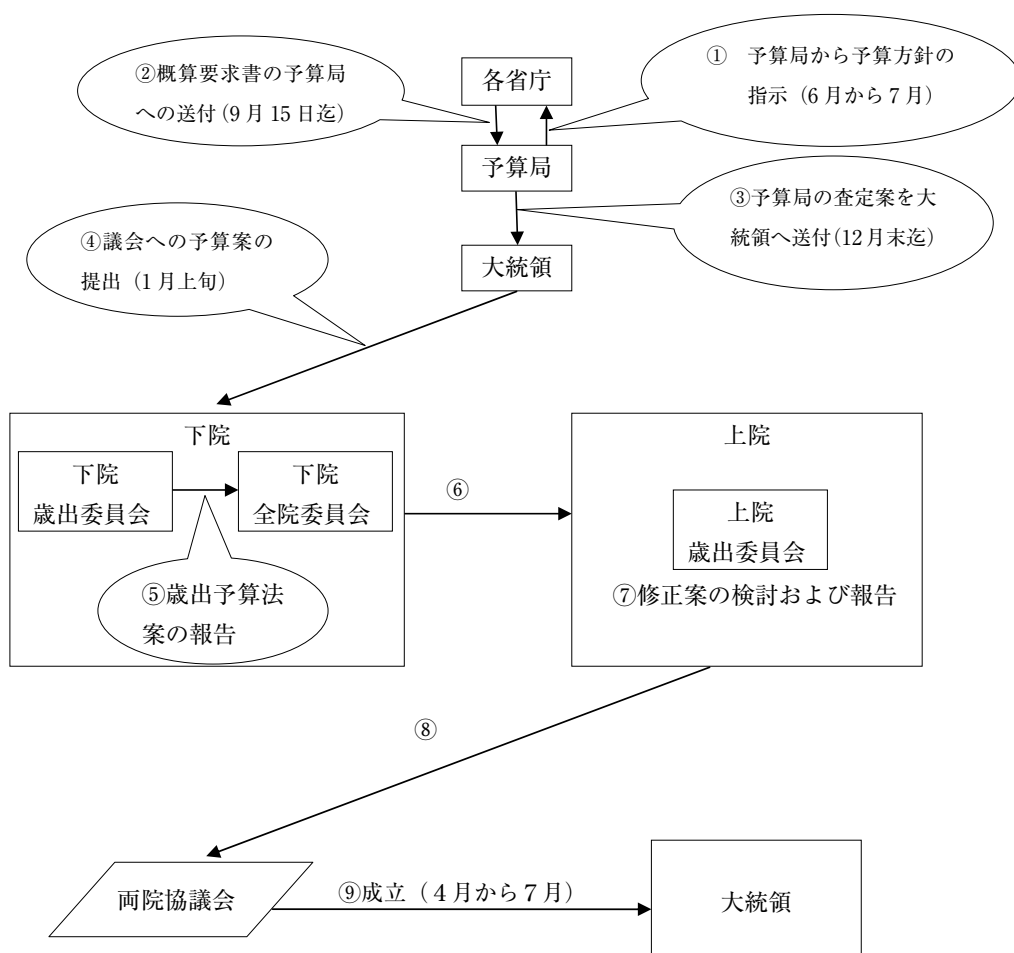 ①　予算局から予算方針の
指示（6月から7月）
②概算要求書の予算局
への送付（9月15日迄）
各省庁
予算局
③予算局の査定案を大
統領へ送付（12月末迄）
④議会への予算案の
提出（1月上旬）
大統領
下院
下院
歳出委員会
下院
全院委員会
⑤歳出予算法
案の報告
⑥
上院
上院
歳出委員会
⑦修正案の検討および報告
⑧
両院協議会
⑨成立（４月から７月）
大統領